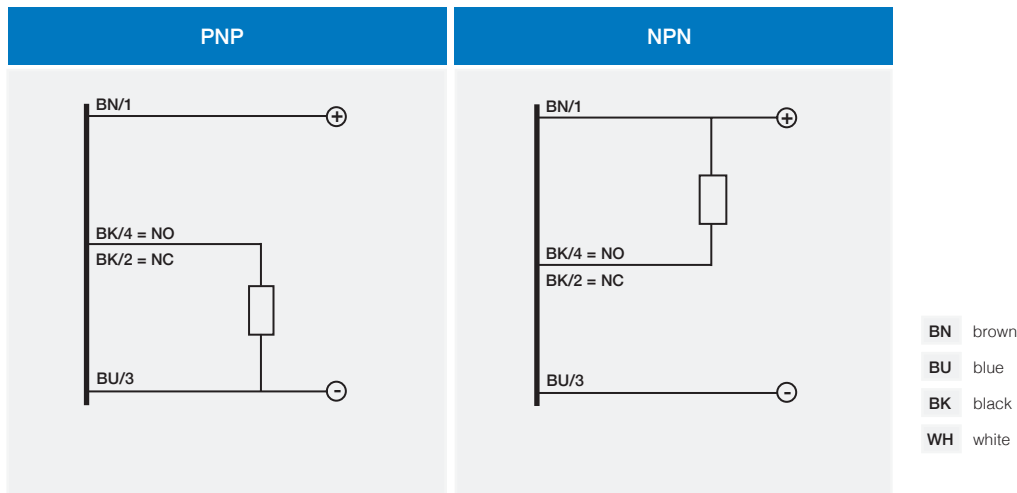 PNP
BN/1
+
BK/4 = NO
BK/2 = NC
BU/3
-
NPN
BN/1
+
BK/4 = NO
BK/2 = NC
BU/3
-
BN brown
BU blue
BK black
WH white